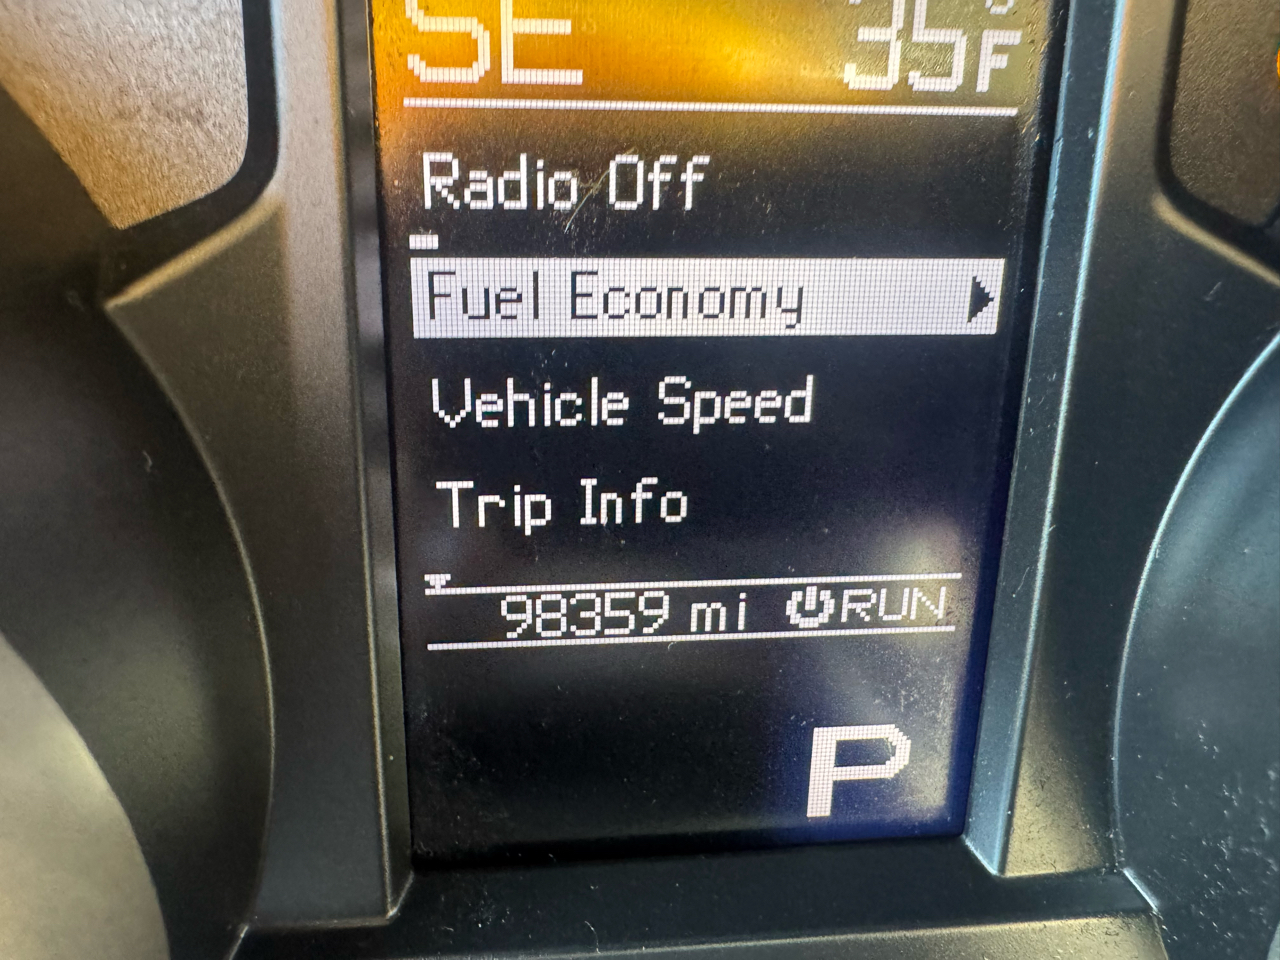 SE 35°F
Radio Off
Fuel Economy
Vehicle Speed
Trip Info
98359 mi RUN
P